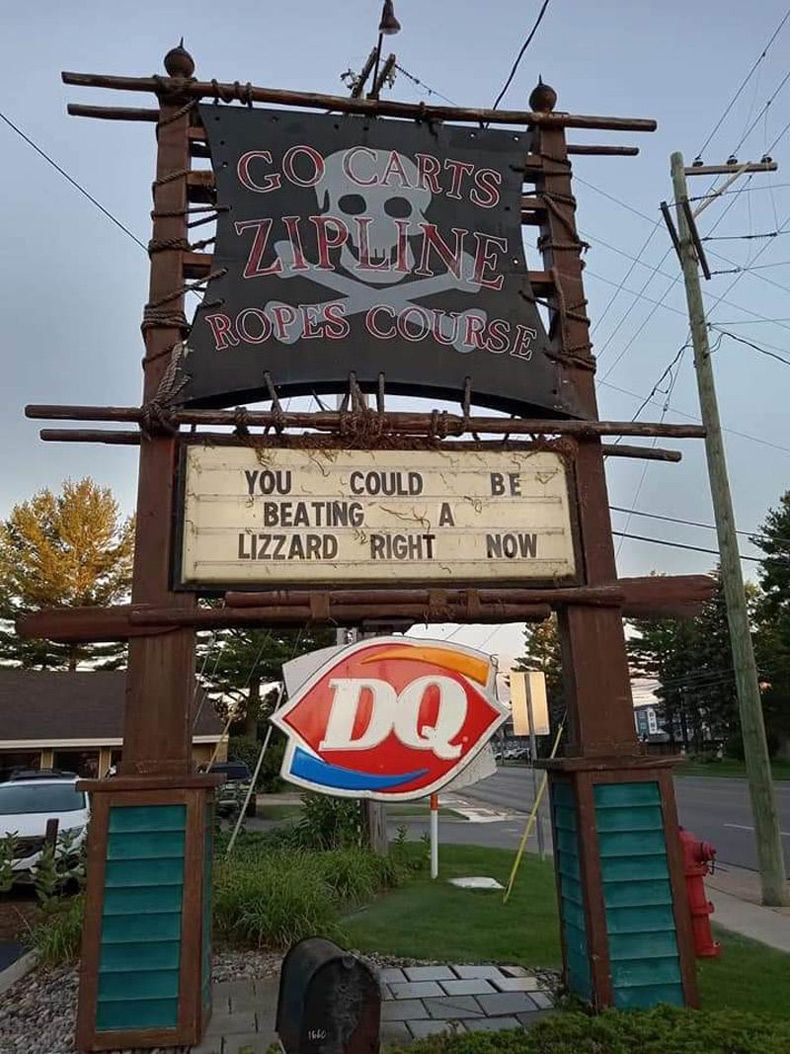 GO CARTS
ZIPLINE
ROPES COURSE
YOU COULD BE
BEATING A
LIZZARD RIGHT NOW
DQ